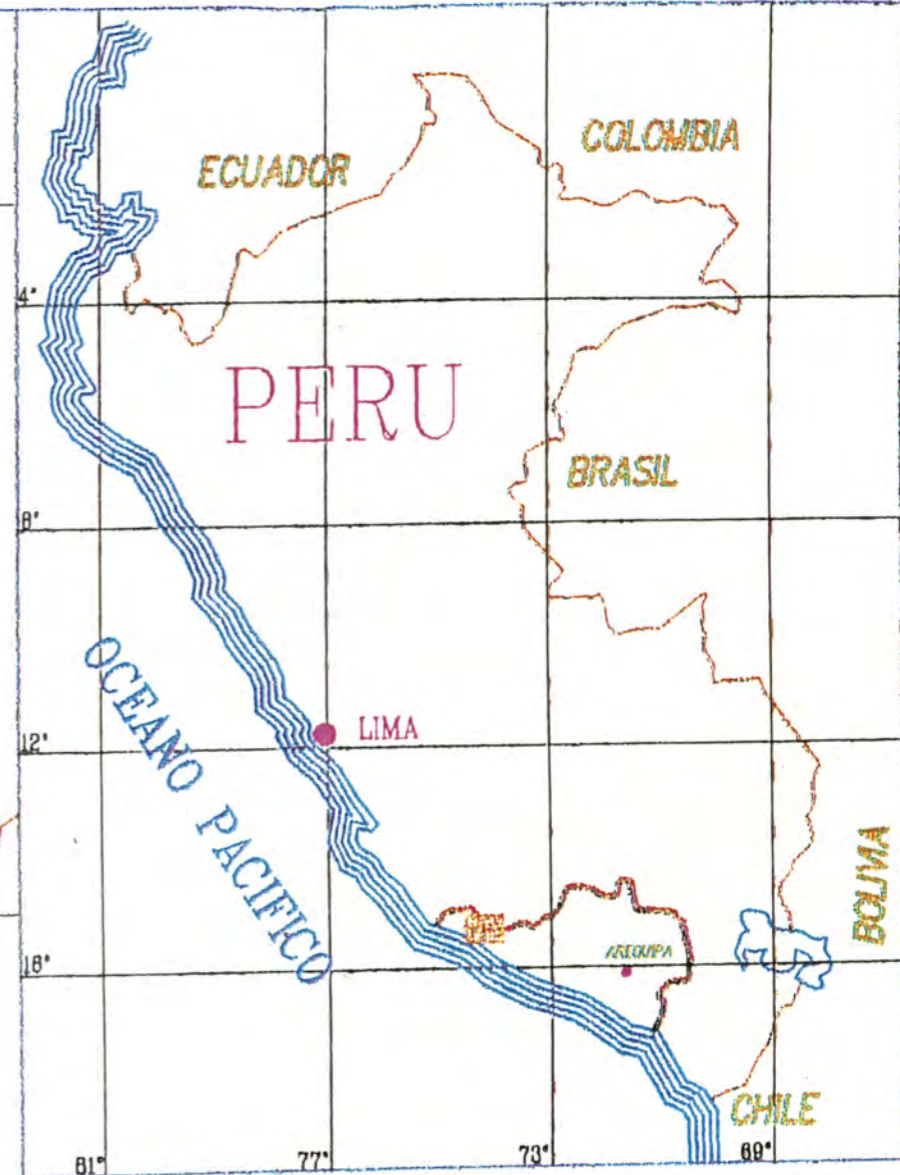 COLOMBIA
ECUADOR
4°
PERU
BRASIL
8°
OCEANO PACIFICO
LIMA
12°
BOLIVIA
AREQUIPA
16°
CHILE
81°
77°
73°
69°